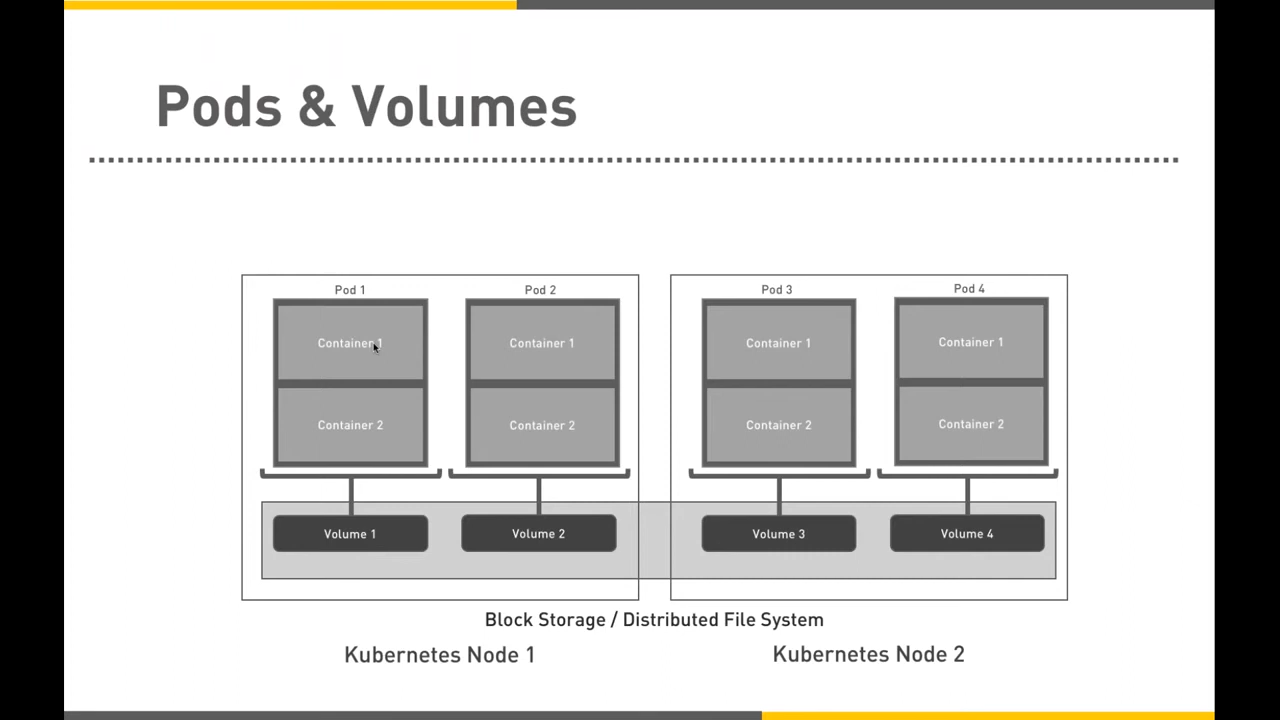 Pods & Volumes
Pod 1
Pod 2
Pod 3
Pod 4
Container 1
Container 1
Container 1
Container 1
Container 2
Container 2
Container 2
Container 2
Volume 1
Volume 2
Volume 3
Volume 4
Block Storage / Distributed File System
Kubernetes Node 1
Kubernetes Node 2